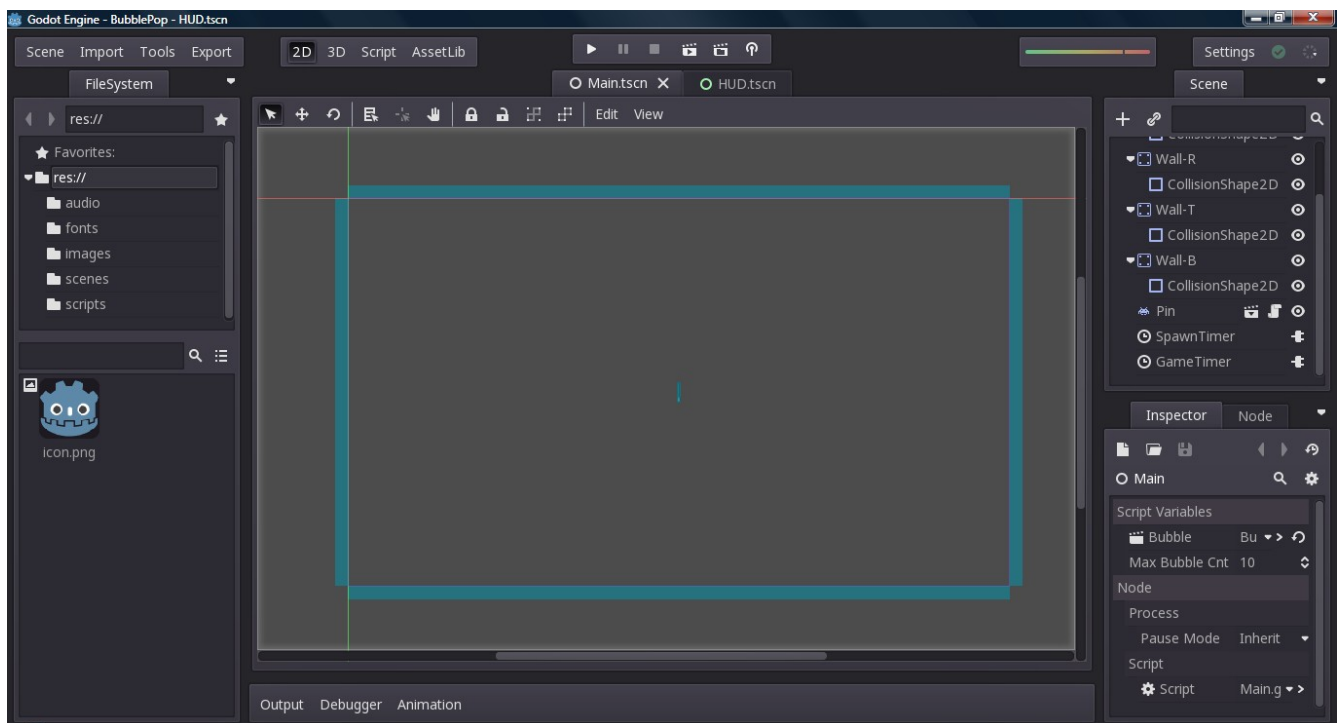 Godot Engine - BubblePop - HUD.tscn
Scene Import Tools Export
2D 3D Script AssetLib
Settings
FileSystem
Main.tscn
HUD.tscn
Scene
res://
Edit View
Favorites:
res://
audio
fonts
images
scenes
scripts
icon.png
CollisionShape2D
Wall-R
CollisionShape2D
Wall-T
CollisionShape2D
Wall-B
CollisionShape2D
Pin
SpawnTimer
GameTimer
Inspector Node
Main
Script Variables
Bubble Bu
Max Bubble Cnt 10
Node
Process
Pause Mode Inherit
Script
Script Main.g
Output Debugger Animation